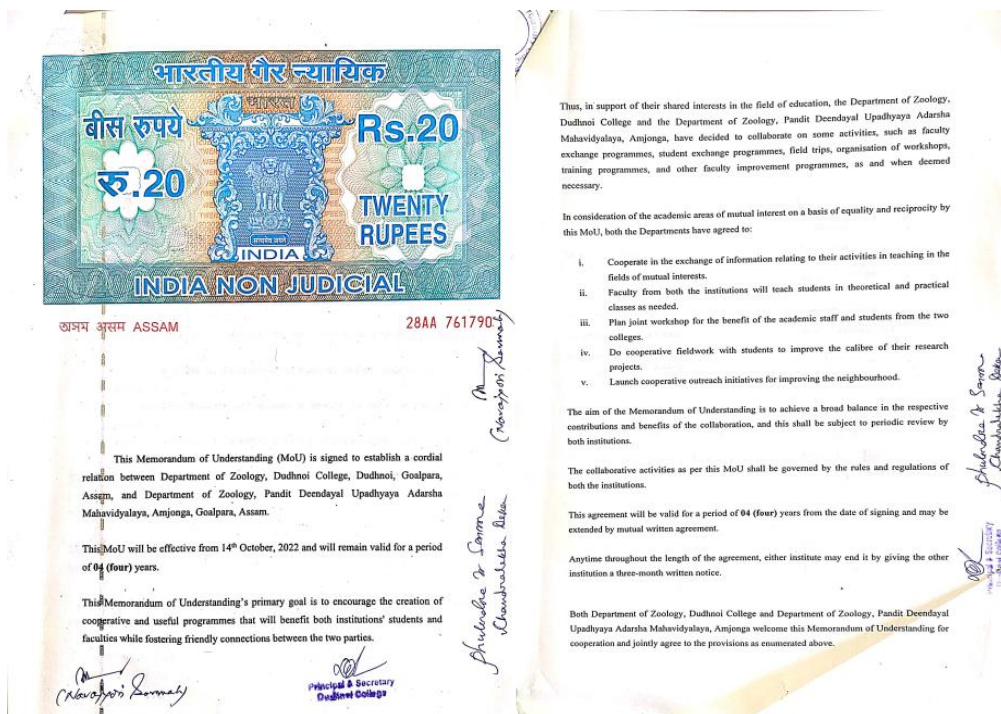 भारतीय गैर न्यायिक
भारत
बीस रुपये
Rs.20
रु.20
TWENTY
RUPEES
सत्यमेव जयते
INDIA
INDIA NON JUDICIAL
অসম असम ASSAM
28AA 761790
This Memorandum of Understanding (MoU) is signed to establish a cordial
relation between Department of Zoology, Dudhnoi College, Dudhnoi, Goalpara,
Assam, and Department of Zoology, Pandit Deendayal Upadhyaya Adarsha
Mahavidyalaya, Amjonga, Goalpara, Assam.
This MoU will be effective from 14th October, 2022 and will remain valid for a period
of 04 (four) years.
This Memorandum of Understanding's primary goal is to encourage the creation of
cooperative and useful programmes that will benefit both institutions' students and
faculties while fostering friendly connections between the two parties.
Principal & Secretary
Dudhnoi College
Chandralekha Deka
Thus, in support of their shared interests in the field of education, the Department of Zoology,
Dudhnoi College and the Department of Zoology, Pandit Deendayal Upadhyaya Adarsha
Mahavidyalaya, Amjonga, have decided to collaborate on some activities, such as faculty
exchange programmes, student exchange programmes, field trips, organisation of workshops,
training programmes, and other faculty improvement programmes, as and when deemed
necessary.
In consideration of the academic areas of mutual interest on a basis of equality and reciprocity by
this MoU, both the Departments have agreed to:
i. Cooperate in the exchange of information relating to their activities in teaching in the
fields of mutual interests.
ii. Faculty from both the institutions will teach students in theoretical and practical
classes as needed.
iii. Plan joint workshop for the benefit of the academic staff and students from the two
colleges.
iv. Do cooperative fieldwork with students to improve the calibre of their research
projects.
v. Launch cooperative outreach initiatives for improving the neighbourhood.
The aim of the Memorandum of Understanding is to achieve a broad balance in the respective
contributions and benefits of the collaboration, and this shall be subject to periodic review by
both institutions.
The collaborative activities as per this MoU shall be governed by the rules and regulations of
both the institutions.
This agreement will be valid for a period of 04 (four) years from the date of signing and may be
extended by mutual written agreement.
Anytime throughout the length of the agreement, either institute may end it by giving the other
institution a three-month written notice.
Both Department of Zoology, Dudhnoi College and Department of Zoology, Pandit Deendayal
Upadhyaya Adarsha Mahavidyalaya, Amjonga welcome this Memorandum of Understanding for
cooperation and jointly agree to the provisions as enumerated above.
Chandralekha Deka
Principal & Secretary